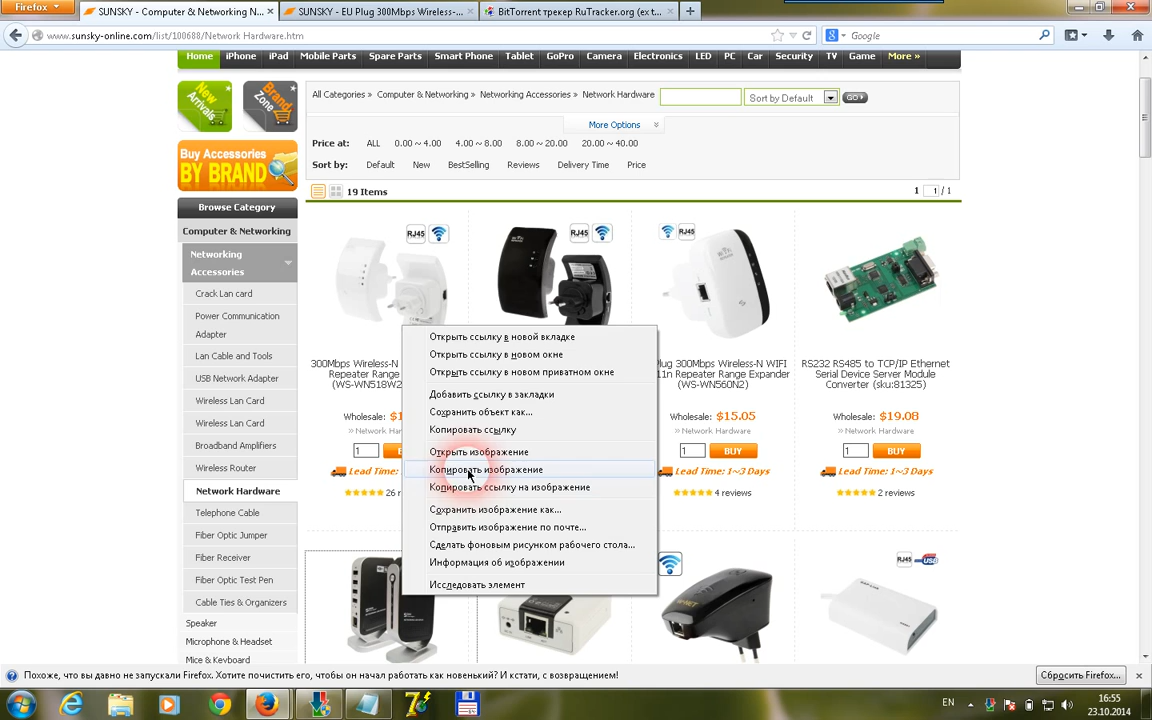 Firefox
SUNSKY - Computer & Networking N...
SUNSKY - EU Plug 300Mbps Wireless-...
BitTorrent трекер RuTracker.org (ex t...
www.sunsky-online.com/list/100688/Network Hardware.htm
Google
Home iPhone iPad Mobile Parts Spare Parts Smart Phone Tablet GoPro Camera Electronics LED PC Car Security TV Game More »
New Arrivals
Brand Zone
All Categories » Computer & Networking » Networking Accessories » Network Hardware
Sort by Default
GO
More Options
Price at: ALL 0.00 ~ 4.00 4.00 ~ 8.00 8.00 ~ 20.00 20.00 ~ 40.00
Sort by: Default New BestSelling Reviews Delivery Time Price
Buy Accessories
BY BRAND
19 Items
1 1 / 1
Browse Category
Computer & Networking
Networking
Accessories
Crack Lan card
Power Communication
Adapter
Lan Cable and Tools
USB Network Adapter
Wireless Lan Card
Wireless Lan Card
Broadband Amplifiers
Wireless Router
Network Hardware
Telephone Cable
Fiber Optic Jumper
Fiber Receiver
Fiber Optic Test Pen
Cable Ties & Organizers
Speaker
Microphone & Headset
Mice & Keyboard
RJ45
RJ45
RJ45
300Mbps Wireless-N
Repeater Range
(WS-WN518W2
Wholesale: $1
» Network Hardware
1
B
Lead Time:
26 r
Plug 300Mbps Wireless-N WIFI
11n Repeater Range Expander
(WS-WN560N2)
Wholesale: $15.05
» Network Hardware
1 BUY
Lead Time: 1~3 Days
4 reviews
RS232 RS485 to TCP/IP Ethernet
Serial Device Server Module
Converter (sku:81325)
Wholesale: $19.08
» Network Hardware
1 BUY
Lead Time: 1~3 Days
2 reviews
RJ45 USB
Открыть ссылку в новой вкладке
Открыть ссылку в новом окне
Открыть ссылку в новом приватном окне
Добавить ссылку в закладки
Сохранить объект как...
Копировать ссылку
Открыть изображение
Копировать изображение
Копировать ссылку на изображение
Сохранить изображение как...
Отправить изображение по почте...
Сделать фоновым рисунком рабочего стола...
Информация об изображении
Исследовать элемент
Похоже, что вы давно не запускали Firefox. Хотите почистить его, чтобы он начал работать как новенький? И кстати, с возвращением!
Сбросить Firefox...
EN
16:55
23.10.2014